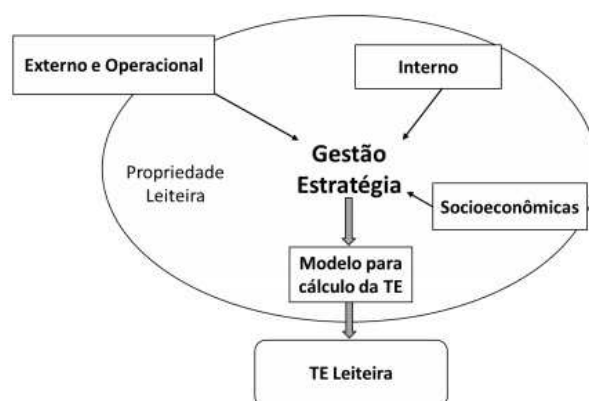 Externo e Operacional
Interno
Gestão
Estratégia
Propriedade
Leiteira
Socioeconômicas
Modelo para
cálculo da TE
TE Leiteira